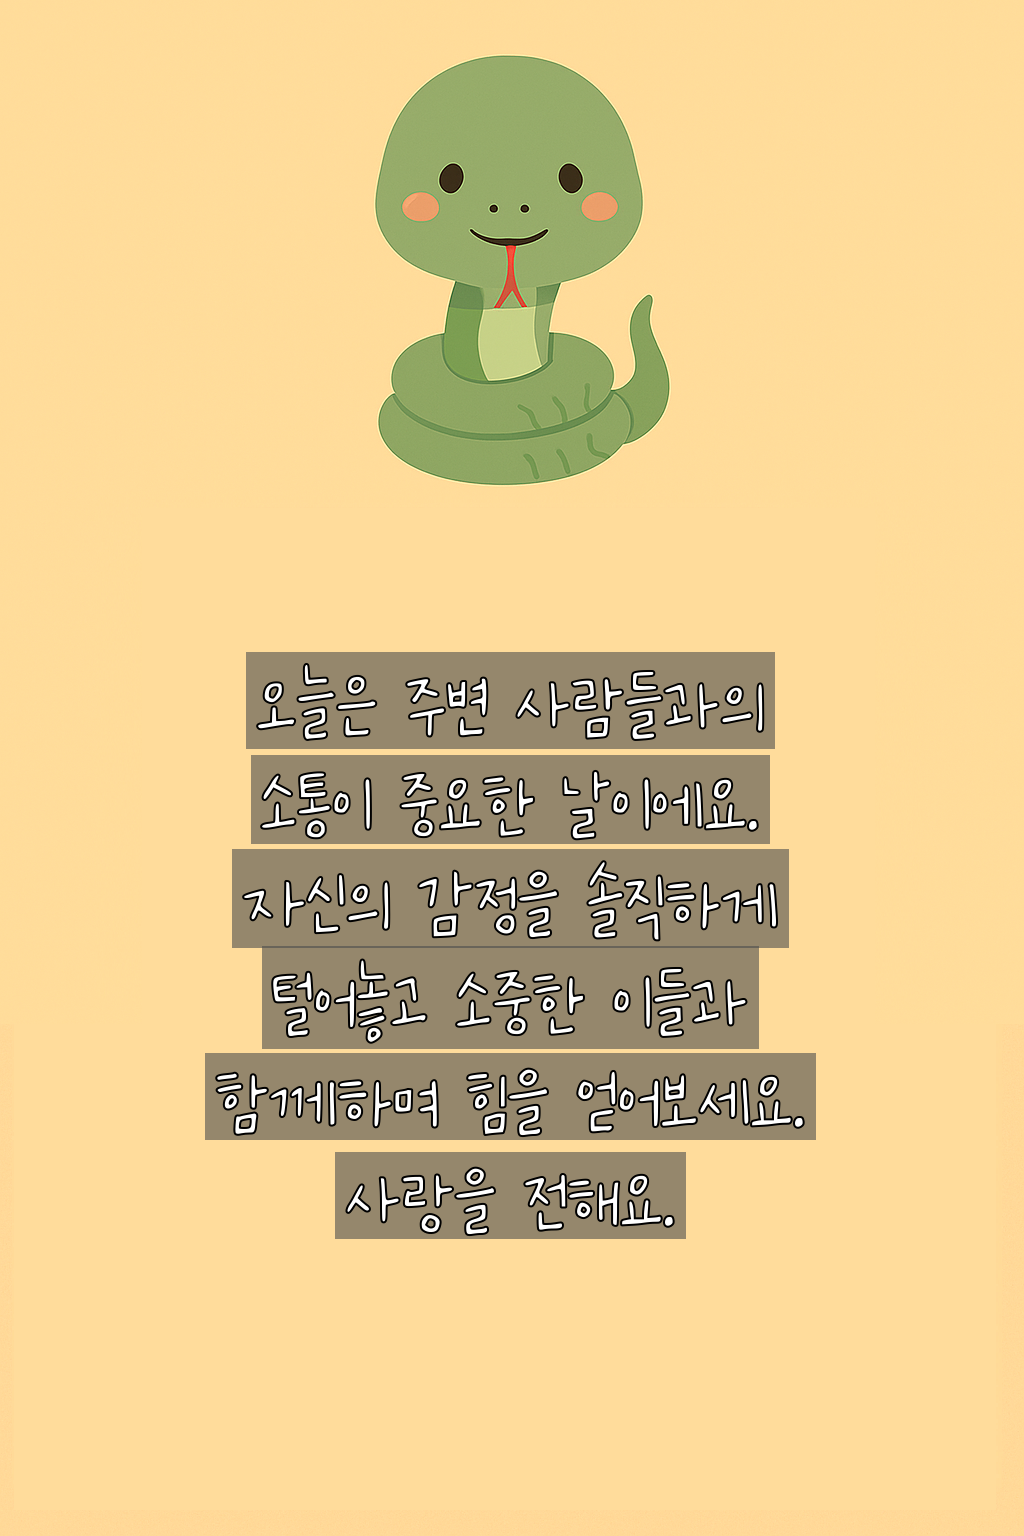 오늘은 주변 사람들과의
소통이 중요한 날이에요.
자신의 감정을 솔직하게
털어놓고 소중한 이들과
함께하며 힘을 얻어보세요.
사랑을 전해요.